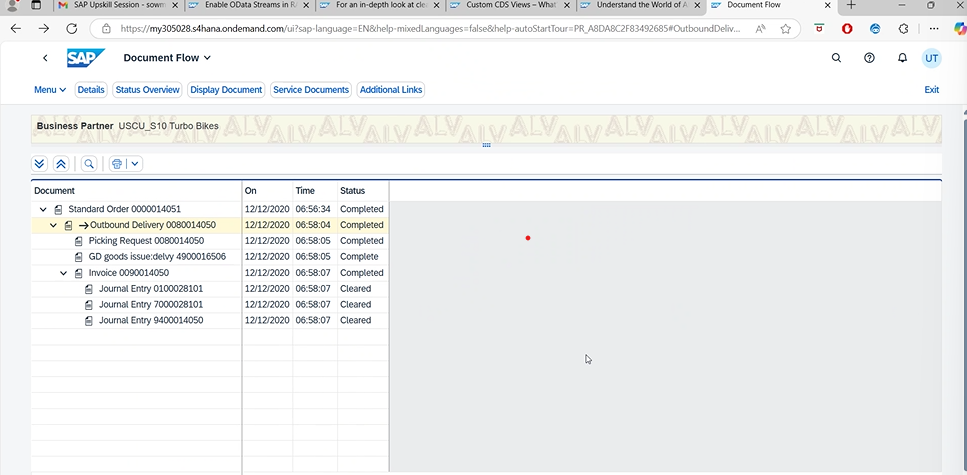 SAP Upskill Session - sowm
Enable OData Streams in RA
For an in-depth look at clea
Custom CDS Views – What'
Understand the World of A
Document Flow
https://my305028.s4hana.ondemand.com/ui?sap-language=EN&help-mixedLanguages=false&help-autoStartTour=PR_A8DA8C2F83492685#OutboundDeliv...
SAP
Document Flow
UT
Menu Details Status Overview Display Document Service Documents Additional Links Exit
Business Partner USCU_S10 Turbo Bikes
Document On Time Status
Standard Order 0000014051 12/12/2020 06:56:34 Completed
→Outbound Delivery 0080014050 12/12/2020 06:58:04 Completed
Picking Request 0080014050 12/12/2020 06:58:05 Completed
GD goods issue:delvy 4900016506 12/12/2020 06:58:05 Complete
Invoice 0090014050 12/12/2020 06:58:07 Completed
Journal Entry 0100028101 12/12/2020 06:58:07 Cleared
Journal Entry 7000028101 12/12/2020 06:58:07 Cleared
Journal Entry 9400014050 12/12/2020 06:58:07 Cleared